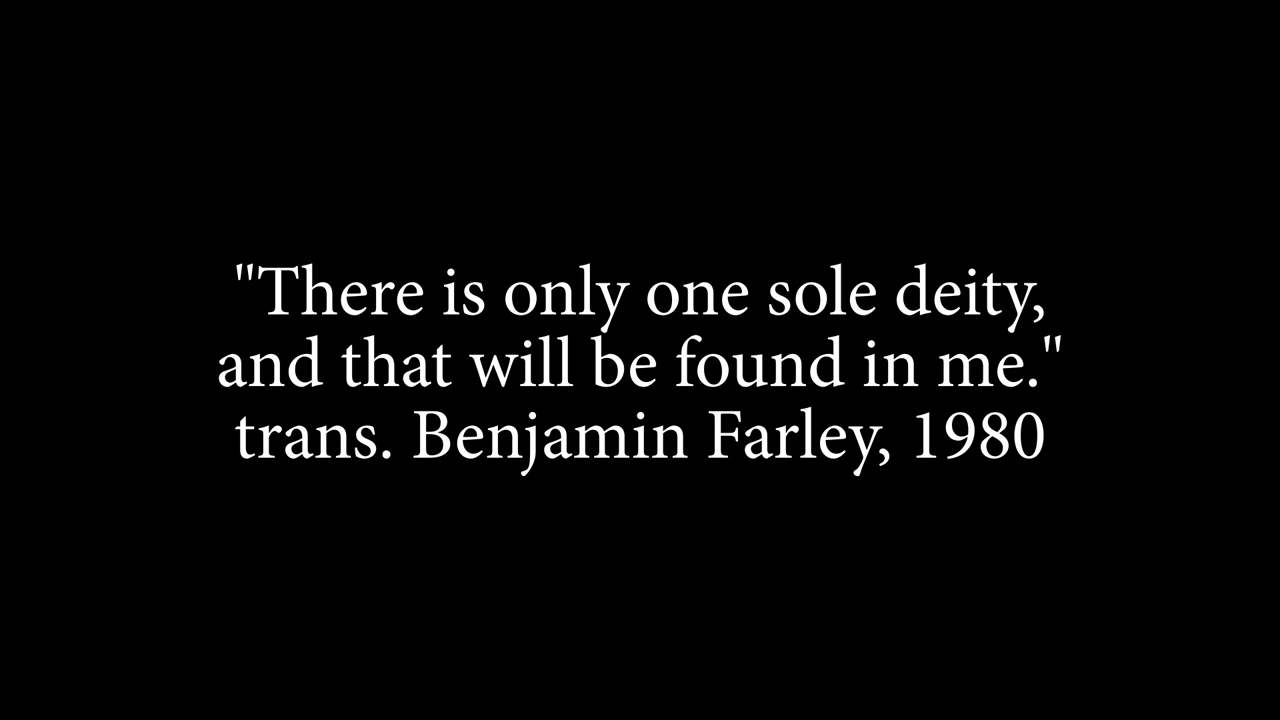 "There is only one sole deity,
and that will be found in me."
trans. Benjamin Farley, 1980